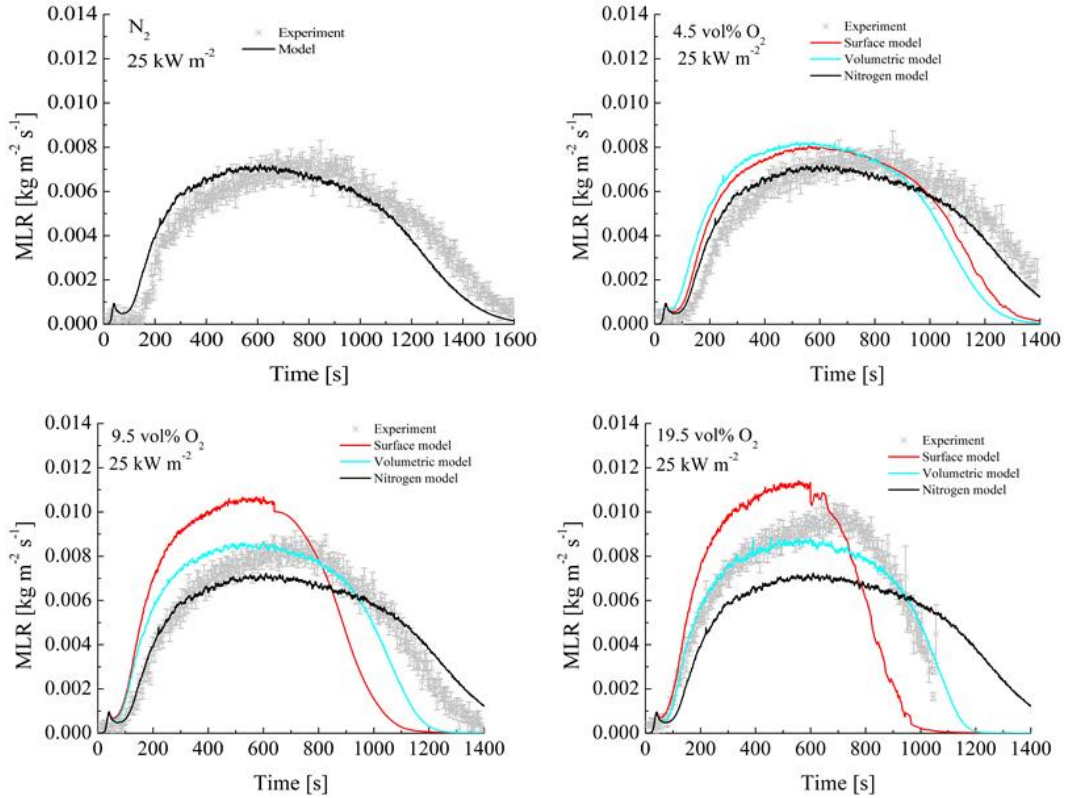 0.014
0.012
0.010
0.008
0.006
0.004
0.002
0.000
MLR [kg m⁻² s⁻¹]
N₂
25 kW m⁻²
Experiment
Model
0 200 400 600 800 1000 1200 1400 1600
Time [s]
0.014
0.012
0.010
0.008
0.006
0.004
0.002
0.000
MLR [kg m⁻² s⁻¹]
4.5 vol% O₂
25 kW m⁻²
Experiment
Surface model
Volumetric model
Nitrogen model
0 200 400 600 800 1000 1200 1400
Time [s]
0.014
0.012
0.010
0.008
0.006
0.004
0.002
0.000
MLR [kg m⁻² s⁻¹]
9.5 vol% O₂
25 kW m⁻²
Experiment
Surface model
Volumetric model
Nitrogen model
0 200 400 600 800 1000 1200 1400
Time [s]
0.014
0.012
0.010
0.008
0.006
0.004
0.002
0.000
MLR [kg m⁻² s⁻¹]
19.5 vol% O₂
25 kW m⁻²
Experiment
Surface model
Volumetric model
Nitrogen model
0 200 400 600 800 1000 1200 1400
Time [s]